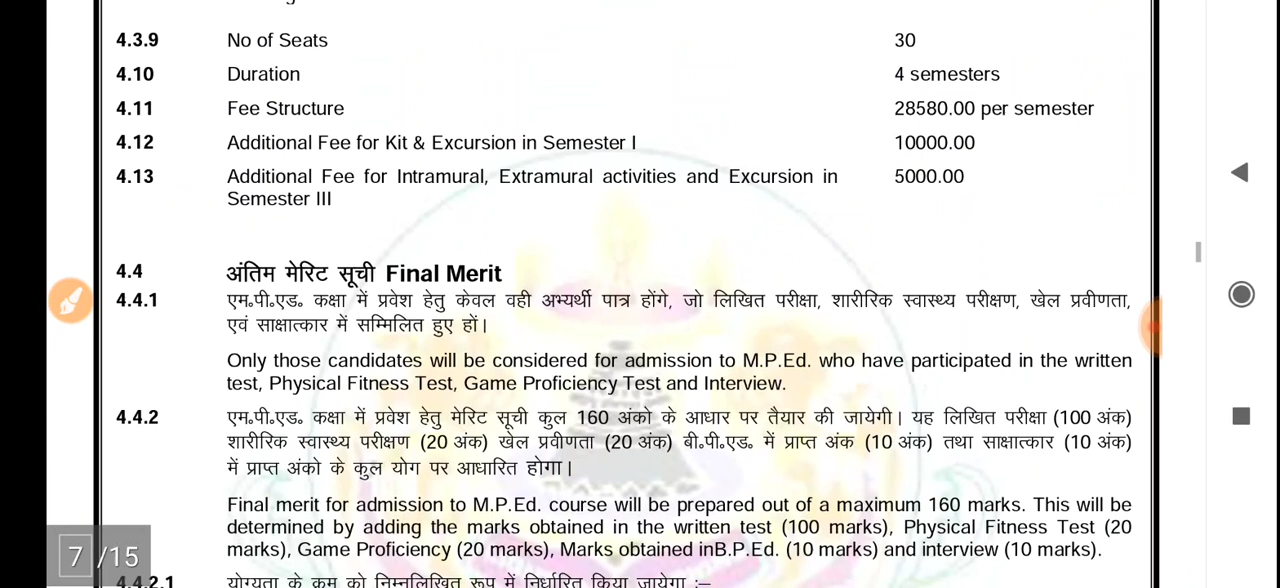 4.3.9 No of Seats 30
4.10 Duration 4 semesters
4.11 Fee Structure 28580.00 per semester
4.12 Additional Fee for Kit & Excursion in Semester I 10000.00
4.13 Additional Fee for Intramural, Extramural activities and Excursion in 5000.00
Semester III
4.4 अंतिम मेरिट सूची Final Merit
4.4.1 एम॰पी॰एड॰ कक्षा में प्रवेश हेतु केवल वही अभ्यर्थी पात्र होंगे, जो लिखित परीक्षा, शारीरिक स्वास्थ्य परीक्षण, खेल प्रवीणता,
एवं साक्षात्कार में सम्मिलित हुए हों।
Only those candidates will be considered for admission to M.P.Ed. who have participated in the written
test, Physical Fitness Test, Game Proficiency Test and Interview.
4.4.2 एम॰पी॰एड॰ कक्षा में प्रवेश हेतु मेरिट सूची कुल 160 अंको के आधार पर तैयार की जायेगी। यह लिखित परीक्षा (100 अंक)
शारीरिक स्वास्थ्य परीक्षण (20 अंक) खेल प्रवीणता (20 अंक) बी॰पी॰एड॰ में प्राप्त अंक (10 अंक) तथा साक्षात्कार (10 अंक)
में प्राप्त अंको के कुल योग पर आधारित होगा।
Final merit for admission to M.P.Ed. course will be prepared out of a maximum 160 marks. This will be
determined by adding the marks obtained in the written test (100 marks), Physical Fitness Test (20
marks), Game Proficiency (20 marks), Marks obtained inB.P.Ed. (10 marks) and interview (10 marks).
7 /15
4.4.2.1 योग्यता के क्रम को निम्नलिखित रूप में निर्धारित किया जायेगा :–